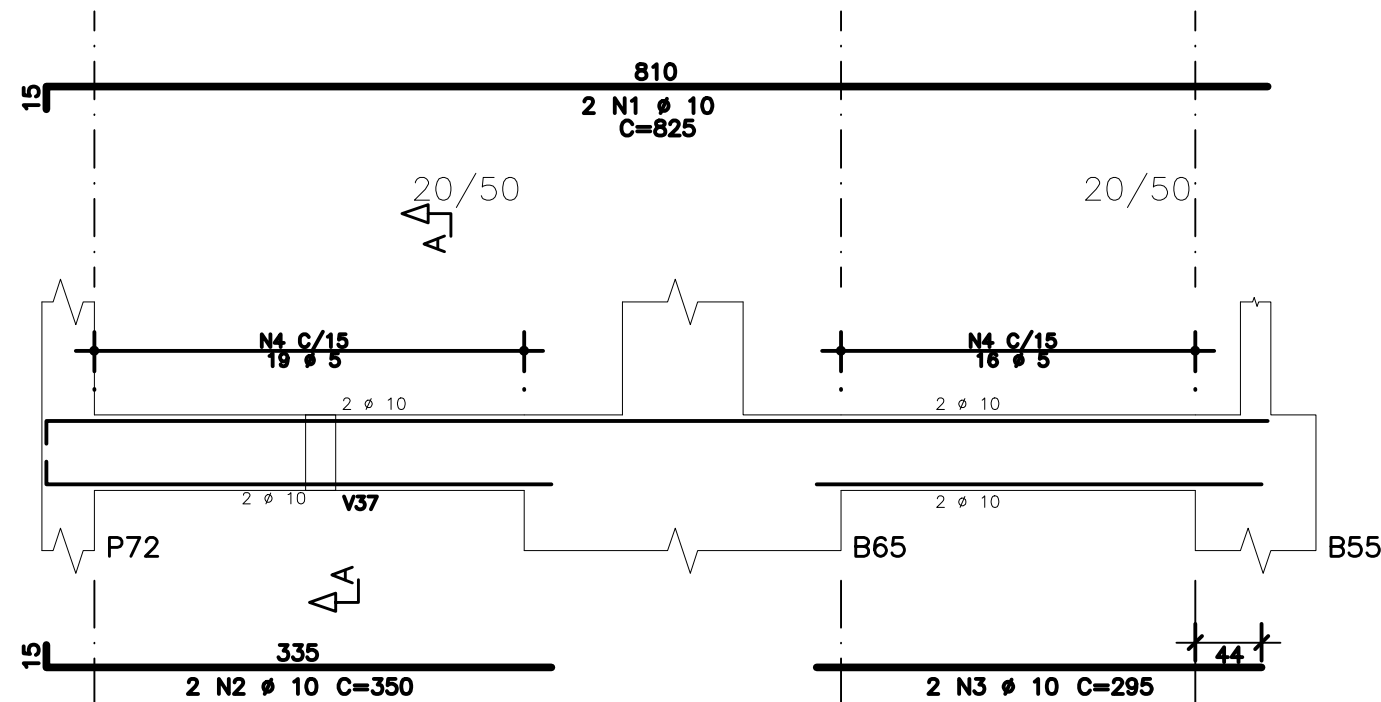 810
15
2 N1 ø 10
C=825
20/50
20/50
A
N4 C/15
19 ø 5
N4 C/15
16 ø 5
2 ø 10
2 ø 10
2 ø 10
V37
2 ø 10
P72
B65
B55
A
15
335
44
2 N2 ø 10 C=350
2 N3 ø 10 C=295